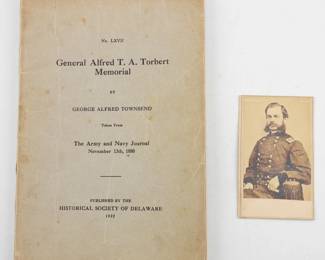 No. LXVII
General Alfred T. A. Torbert
Memorial
BY
GEORGE ALFRED TOWNSEND
Taken From
The Army and Navy Journal
November 13th, 1880
PUBLISHED BY THE
HISTORICAL SOCIETY OF DELAWARE
1922